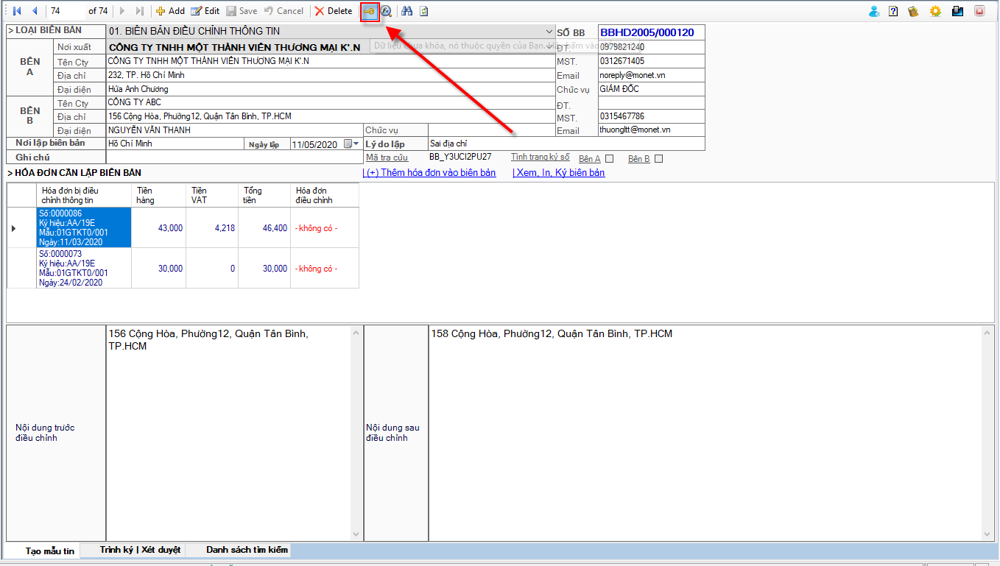 74 of 74 Add Edit Save Cancel Delete
> LOẠI BIÊN BẢN 01. BIÊN BẢN ĐIỀU CHỈNH THÔNG TIN SỐ BB BBHD2005/000120
BÊN A
Nơi xuất CÔNG TY TNHH MỘT THÀNH VIÊN THƯƠNG MẠI K'.N ĐT. 0979821240
Dữ liệu chưa khóa, nó thuộc quyền của Bạn.
Tên Cty CÔNG TY TNHH MỘT THÀNH VIÊN THƯƠNG MẠI K'.N MST. 0312671405
Địa chỉ 232, TP. Hồ Chí Minh Email noreply@monet.vn
Đại diện Hứa Anh Chương Chức vụ GIÁM ĐỐC
BÊN B
Tên Cty CÔNG TY ABC ĐT.
Địa chỉ 156 Cộng Hòa, Phường12, Quận Tân Bình, TP.HCM MST. 0315467786
Đại diện NGUYỄN VĂN THANH Chức vụ Email thuongltt@monet.vn
Nơi lập biên bản Hồ Chí Minh Ngày lập 11/05/2020 Lý do lập Sai địa chỉ
Ghi chú Mã tra cứu BB_Y3UCI2PU27 Tình trạng ký số Bên A Bên B
> HÓA ĐƠN CẦN LẬP BIÊN BẢN | (+) Thêm hóa đơn vào biên bản | Xem, In, Ký biên bản
Hóa đơn bị điều chỉnh thông tin Tiền hàng Tiền VAT Tổng tiền Hóa đơn điều chỉnh
Số:0000086
Ký hiệu:AA/19E
Mẫu:01GTKT0/001
Ngày:11/03/2020
43,000 4,218 46,400 - không có -
Số:0000073
Ký hiệu:AA/19E
Mẫu:01GTKT0/001
Ngày:24/02/2020
30,000 0 30,000 - không có -
Nội dung trước điều chỉnh
156 Cộng Hòa, Phường12, Quận Tân Bình,
TP.HCM
Nội dung sau điều chỉnh
158 Cộng Hòa, Phường12, Quận Tân Bình, TP.HCM
Tạo mẫu tin Trình ký | Xét duyệt Danh sách tìm kiếm